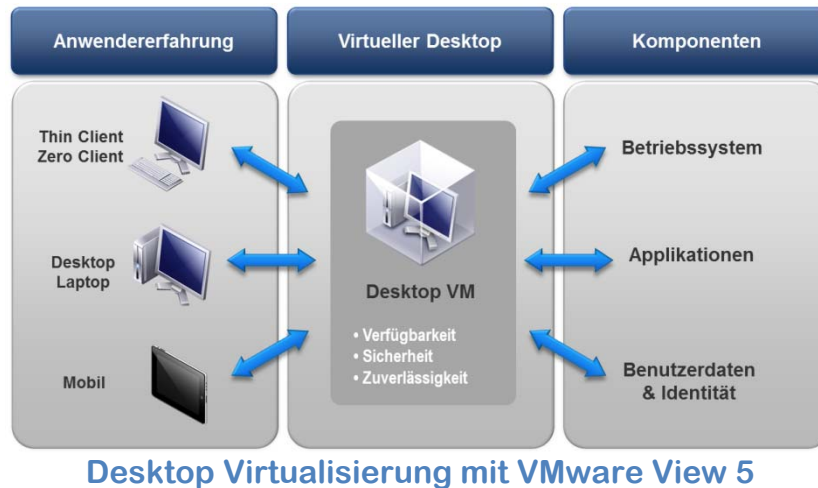 Anwendererfahrung
Virtueller Desktop
Komponenten
Thin Client
Zero Client
Desktop
Laptop
Mobil
Desktop VM
• Verfügbarkeit
• Sicherheit
• Zuverlässigkeit
Betriebssystem
Applikationen
Benutzerdaten
& Identität
Desktop Virtualisierung mit VMware View 5